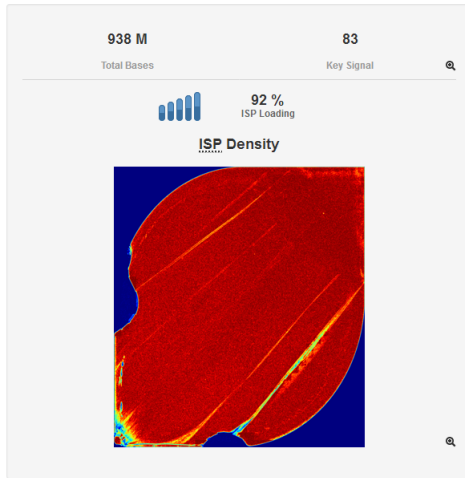 938 M 83
Total Bases Key Signal
92 %
ISP Loading
ISP Density